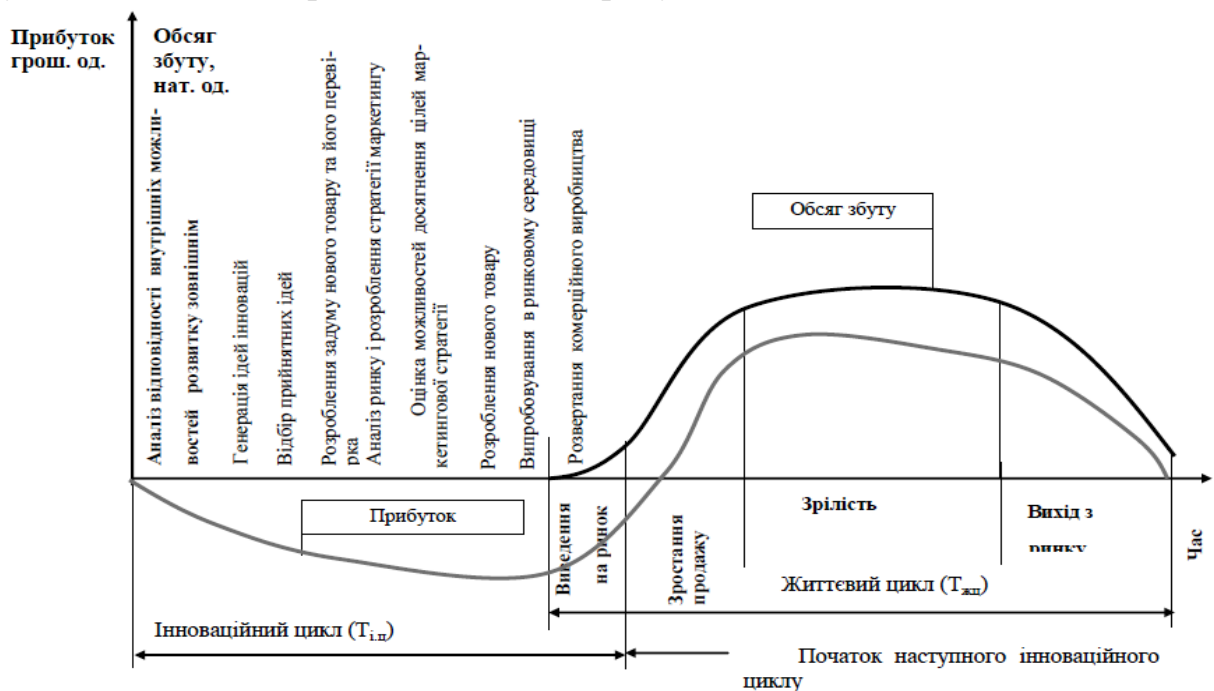 Прибуток
грош. од.
Обсяг
збуту,
нат. од.
Аналіз відповідності внутрішніх можли-
востей розвитку зовнішнім
Генерація ідей інновацій
Відбір прийнятних ідей
Розроблення задуму нового товару та його переві-
рка
Аналіз ринку і розроблення стратегії маркетингу
Оцінка можливостей досягнення цілей мар-
кетингової стратегії
Розроблення нового товару
Випробовування в ринковому середовищі
Розвертання комерційного виробництва
Обсяг збуту
Прибуток
Виведення
на ринок
Зростання
продажу
Зрілість
Вихід з
ринку
Час
Життєвий цикл (Тжц)
Інноваційний цикл (Ті.ц)
Початок наступного інноваційного
циклу